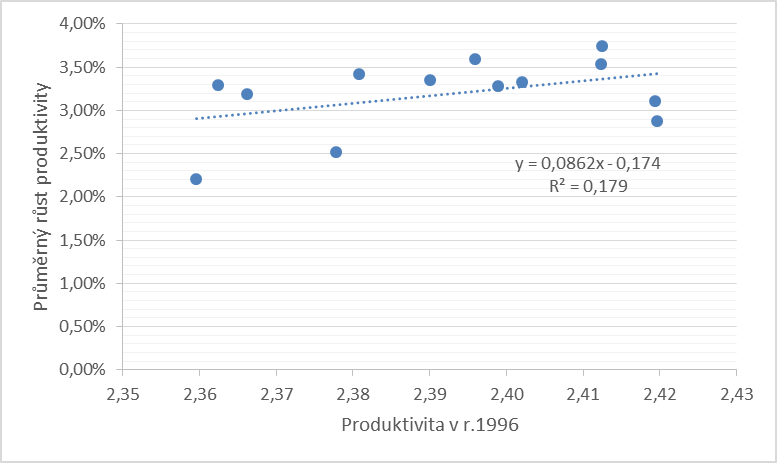 4,00%
3,50%
3,00%
2,50%
2,00%
1,50%
1,00%
0,50%
0,00%
Průměrný růst produktivity
y = 0,0862x - 0,174
R² = 0,179
2,35 2,36 2,37 2,38 2,39 2,40 2,41 2,42 2,43
Produktivita v r.1996